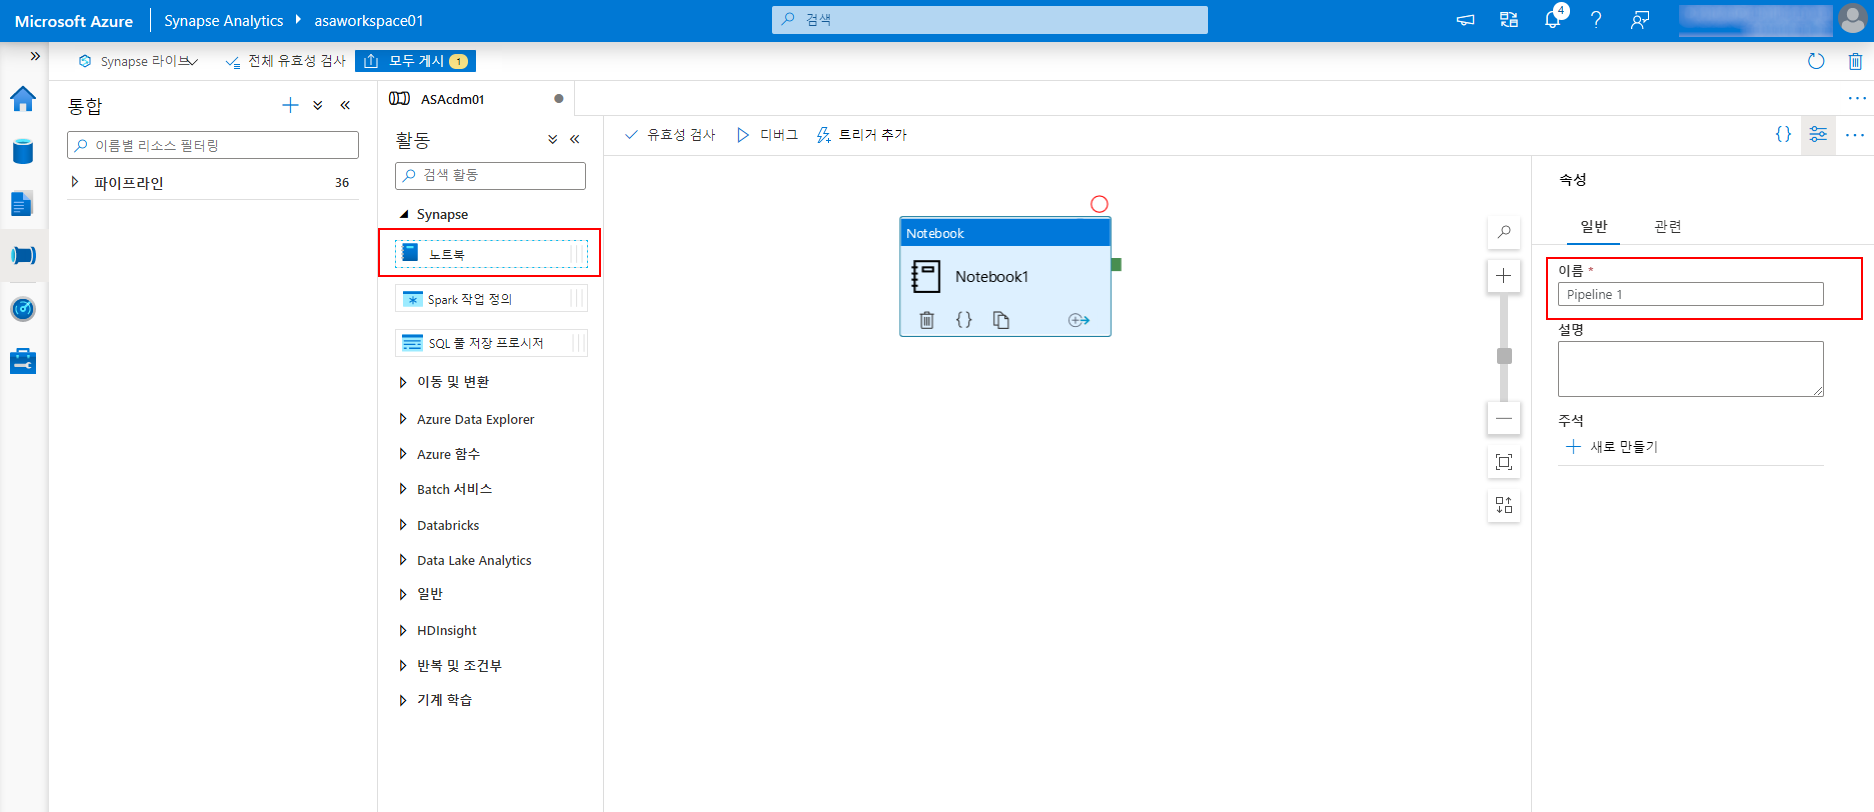 Microsoft Azure
Synapse Analytics
asaworkspace01
검색
4
Synapse 라이브
전체 유효성 검사
모두 게시
1
통합
이름별 리소스 필터링
파이프라인
36
ASAcdm01
활동
검색 활동
Synapse
노트북
Spark 작업 정의
SQL 풀 저장 프로시저
이동 및 변환
Azure Data Explorer
Azure 함수
Batch 서비스
Databricks
Data Lake Analytics
일반
HDInsight
반복 및 조건부
기계 학습
유효성 검사
디버그
트리거 추가
Notebook
Notebook1
속성
일반
관련
이름 *
Pipeline 1
설명
주석
새로 만들기